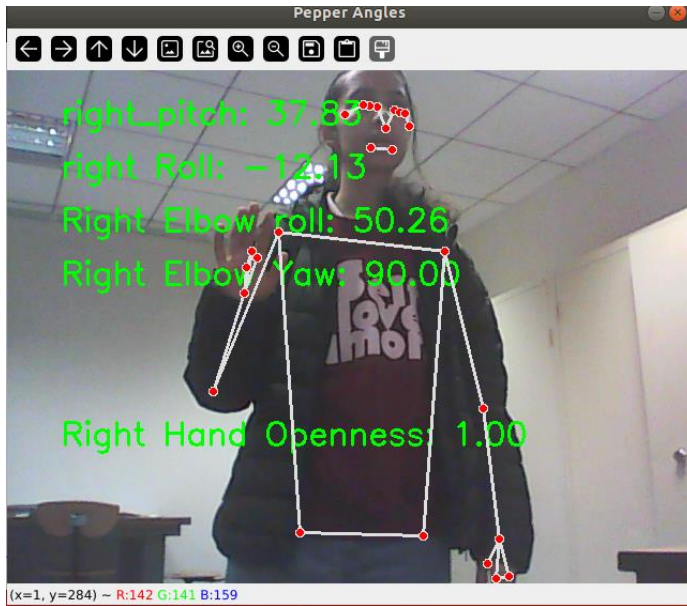 Pepper Angles
right_pitch: 37.83
right Roll: -12.13
Right Elbow roll: 50.26
Right Elbow Yaw: 90.00
Love
Right Hand Openness: 1.00
(x=1, y=284) ~ R:142 G:141 B:159